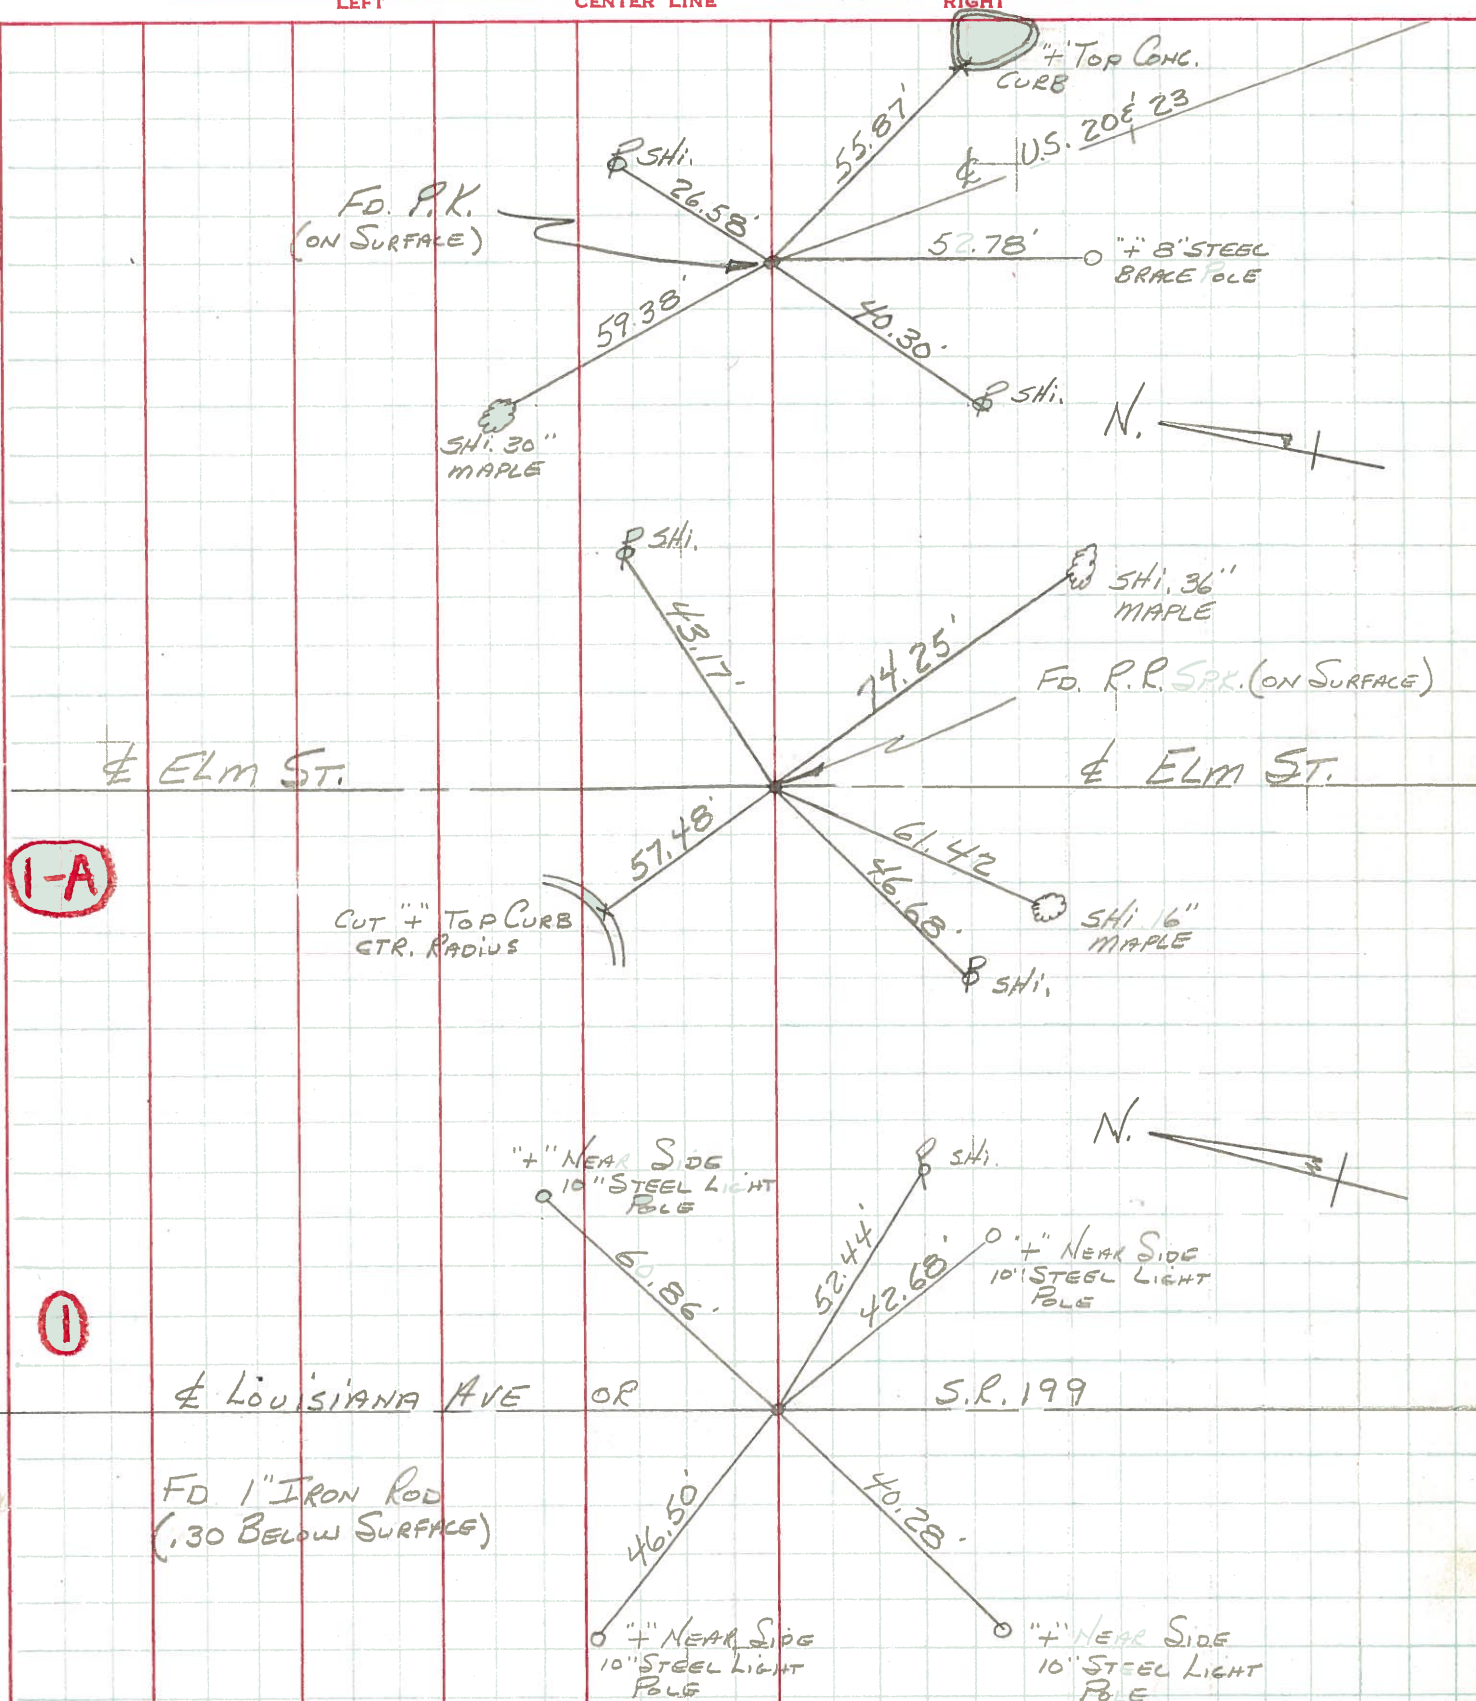 LEFT CENTER LINE RIGHT
"+" TOP CONC.
CURB
55.87'
℄ U.S. 20 & 23
SHI.
26.58'
FD. P.K.
(ON SURFACE)
52.78'
"+" 8" STEEL
BRACE POLE
59.38'
40.30'
SHI.
SHI. 30"
MAPLE
N.
SHI.
43.17'
SHI. 36"
MAPLE
74.25'
FD. R.R. SPK. (ON SURFACE)
℄ ELM ST.
℄ ELM ST.
1-A
57.48'
61.42
46.68'
CUT "+" TOP CURB
CTR. RADIUS
SHI 16"
MAPLE
SHI.
N.
"+" NEAR SIDE
10" STEEL LIGHT
POLE
SHI.
60.86'
52.44'
42.68'
"+" NEAR SIDE
10" STEEL LIGHT
POLE
1
℄ LOUISIANA AVE OR S.R. 199
FD 1" IRON ROD
(.30 BELOW SURFACE)
46.50'
40.28'
"+" NEAR SIDE
10" STEEL LIGHT
POLE
"+" NEAR SIDE
10" STEEL LIGHT
POLE